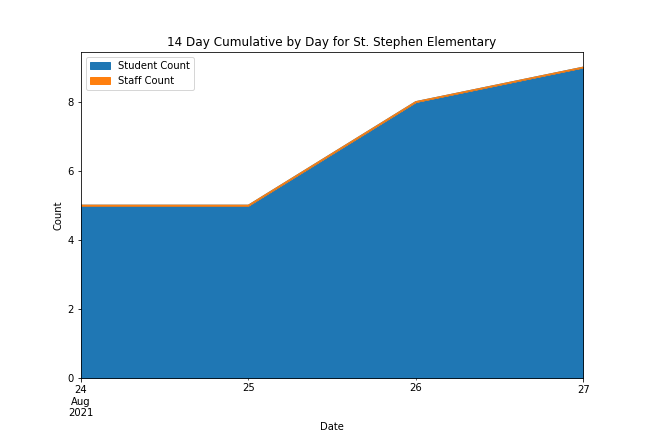 14 Day Cumulative by Day for St. Stephen Elementary
Student Count
Staff Count
Count
8
6
4
2
0
24
Aug
2021
25
26
27
Date